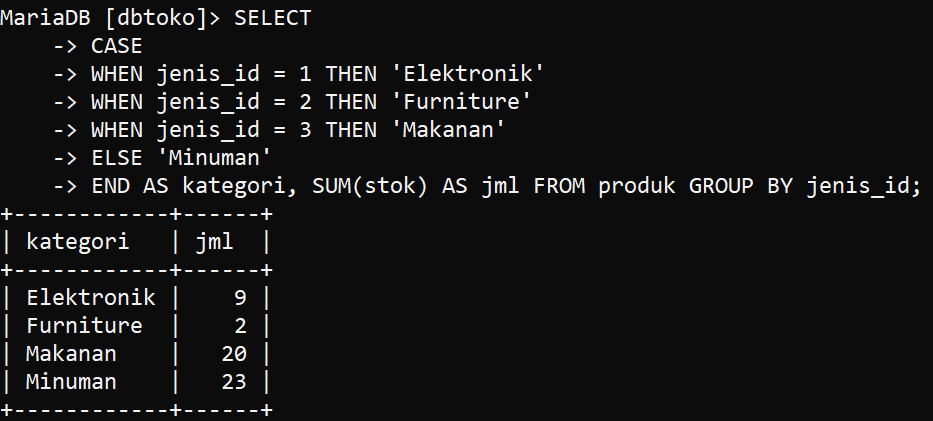 MariaDB [dbtoko]> SELECT
    -> CASE
    -> WHEN jenis_id = 1 THEN 'Elektronik'
    -> WHEN jenis_id = 2 THEN 'Furniture'
    -> WHEN jenis_id = 3 THEN 'Makanan'
    -> ELSE 'Minuman'
    -> END AS kategori, SUM(stok) AS jml FROM produk GROUP BY jenis_id;
+------------+------+
| kategori   | jml  |
+------------+------+
| Elektronik |    9 |
| Furniture  |    2 |
| Makanan    |   20 |
| Minuman    |   23 |
+------------+------+